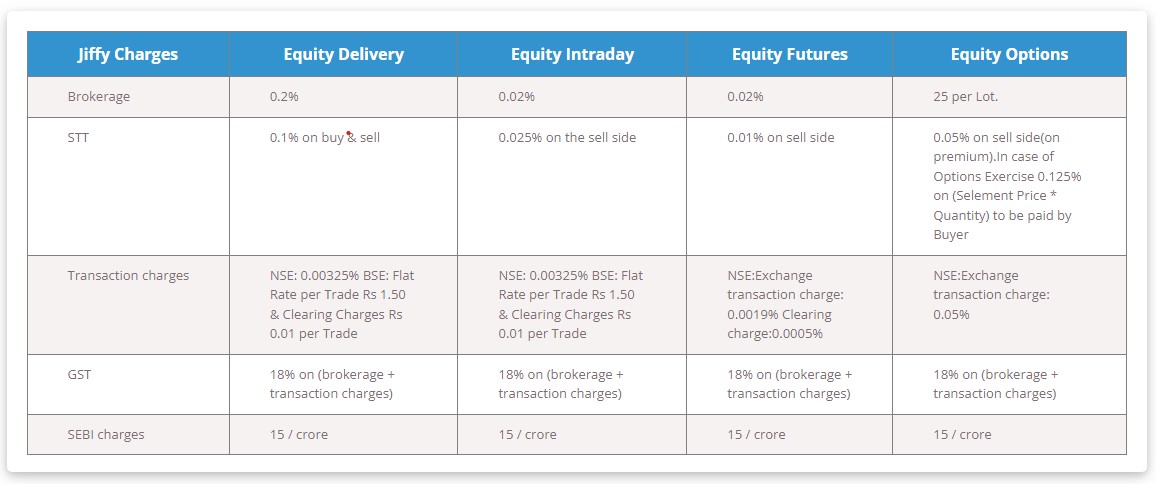 Jiffy Charges
Equity Delivery
Equity Intraday
Equity Futures
Equity Options
Brokerage
0.2%
0.02%
0.02%
25 per Lot.
STT
0.1% on buy & sell
0.025% on the sell side
0.01% on sell side
0.05% on sell side(on
premium).In case of
Options Exercise 0.125%
on (Selement Price *
Quantity) to be paid by
Buyer
Transaction charges
NSE: 0.00325% BSE: Flat
Rate per Trade Rs 1.50
& Clearing Charges Rs
0.01 per Trade
NSE: 0.00325% BSE: Flat
Rate per Trade Rs 1.50
& Clearing Charges Rs
0.01 per Trade
NSE:Exchange
transaction charge:
0.0019% Clearing
charge:0.0005%
NSE:Exchange
transaction charge:
0.05%
GST
18% on (brokerage +
transaction charges)
18% on (brokerage +
transaction charges)
18% on (brokerage +
transaction charges)
18% on (brokerage +
transaction charges)
SEBI charges
15 / crore
15 / crore
15 / crore
15 / crore